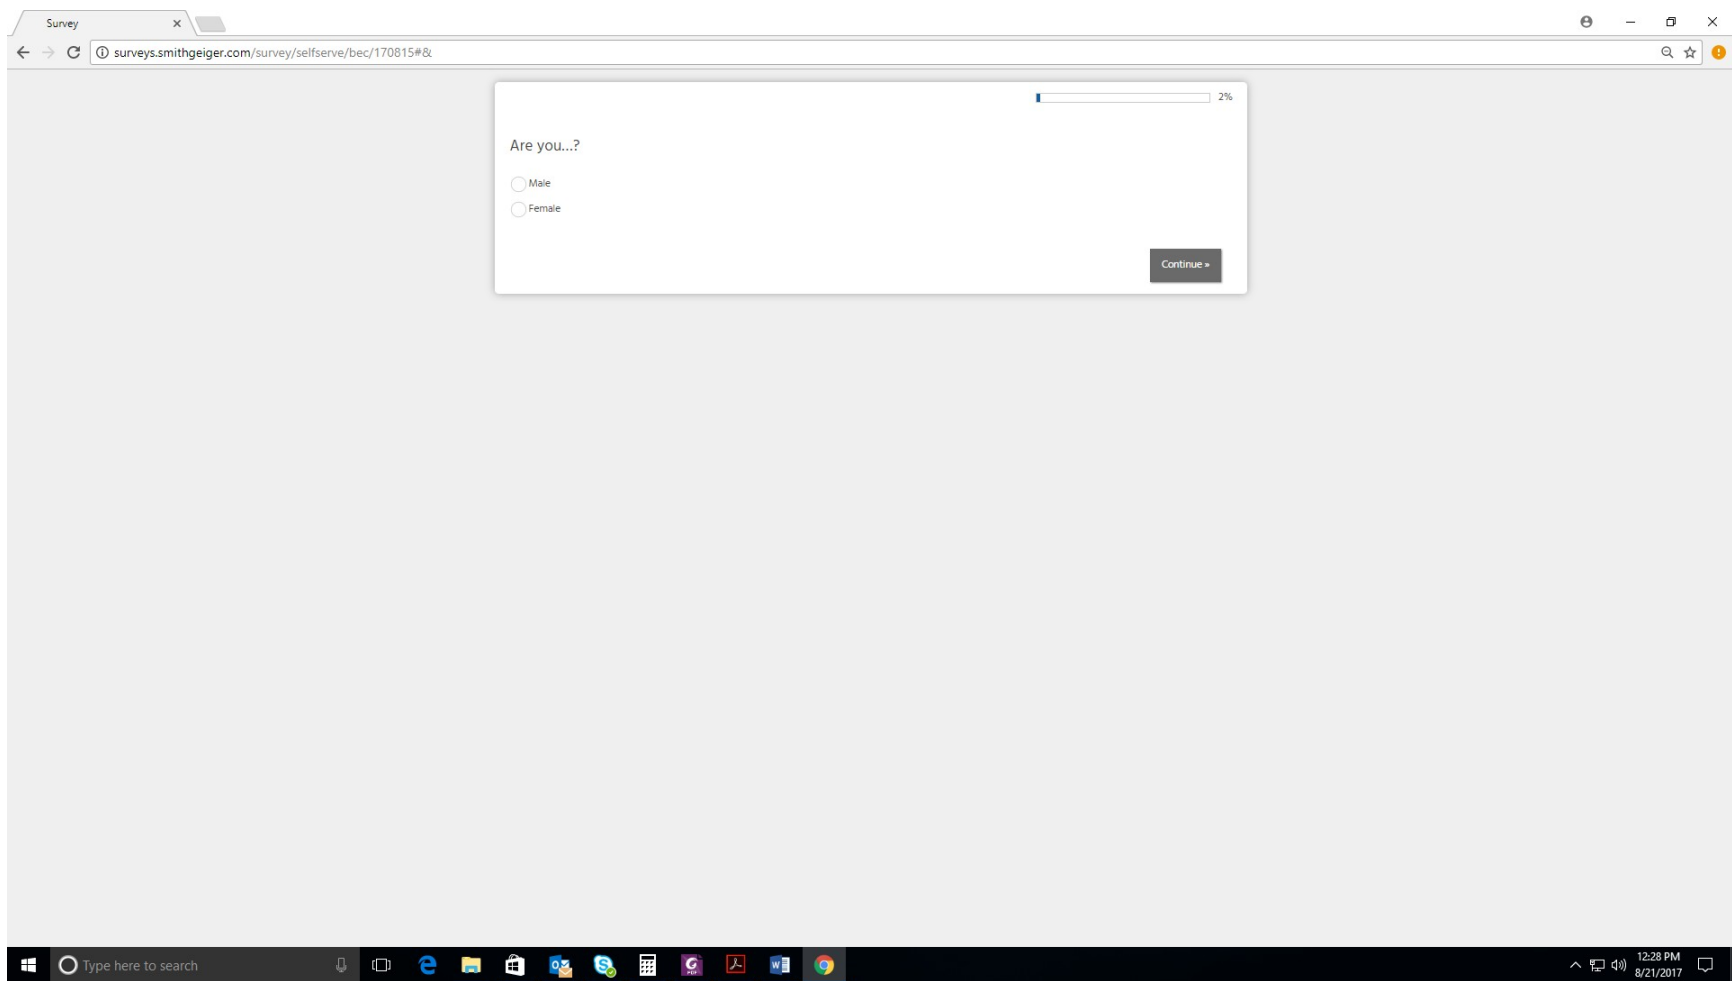 Survey
surveys.smithgeiger.com/survey/selfserve/bec/170815#&
2%
Are you...?
Male
Female
Continue »
Type here to search
12:28 PM
8/21/2017